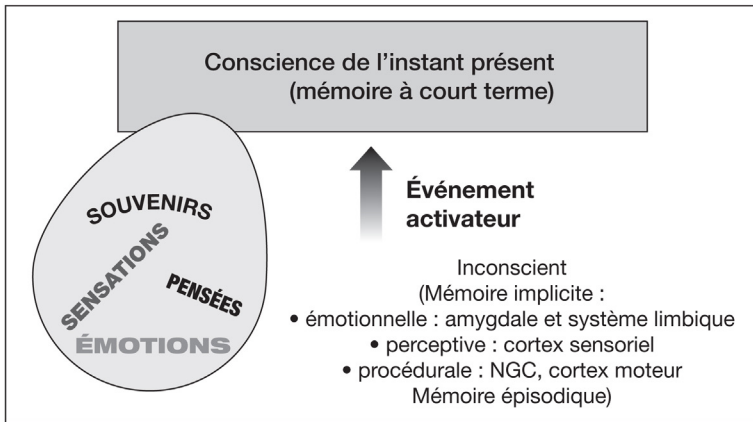 Conscience de l'instant présent
(mémoire à court terme)
SOUVENIRS
SENSATIONS
PENSÉES
ÉMOTIONS
Événement
activateur
Inconscient
(Mémoire implicite :
• émotionnelle : amygdale et système limbique
• perceptive : cortex sensoriel
• procédurale : NGC, cortex moteur
Mémoire épisodique)